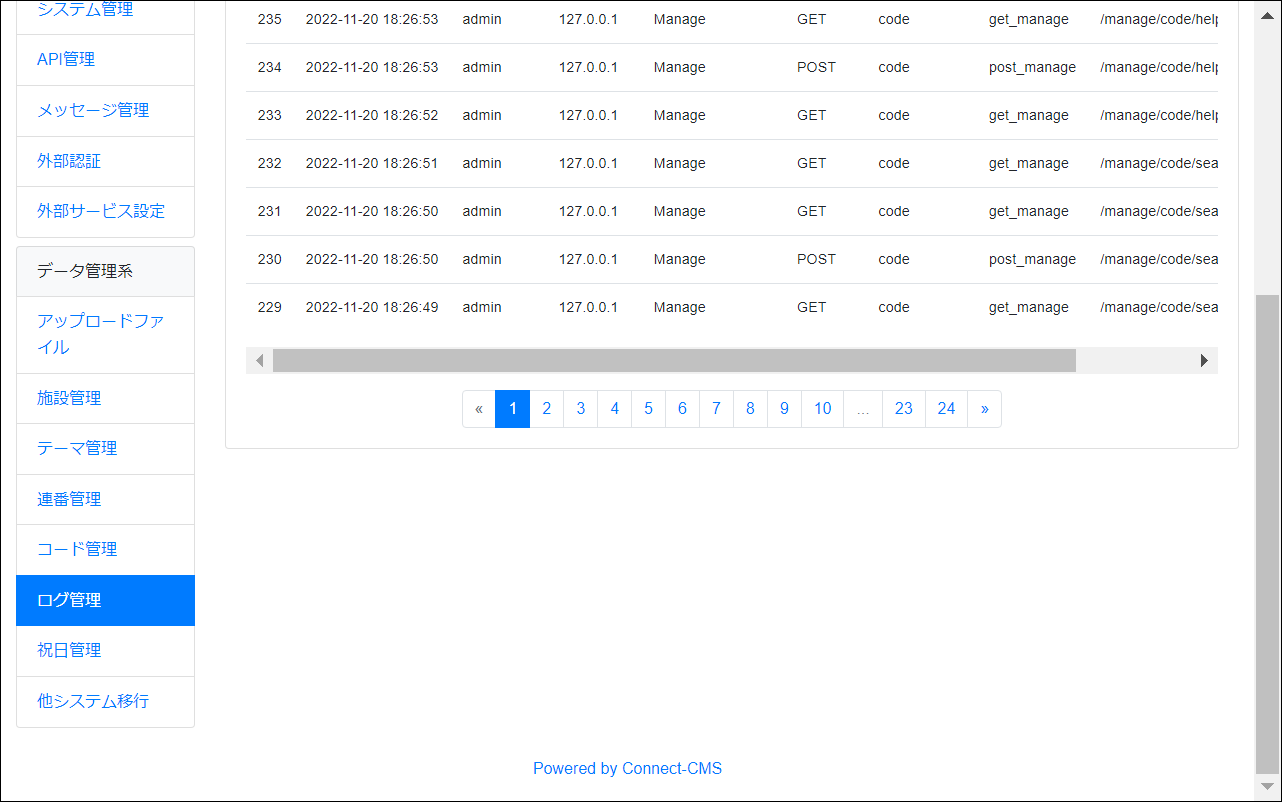 システム管理
API管理
メッセージ管理
外部認証
外部サービス設定
データ管理系
アップロードファ
イル
施設管理
テーマ管理
連番管理
コード管理
ログ管理
祝日管理
他システム移行
235 2022-11-20 18:26:53 admin 127.0.0.1 Manage GET code get_manage /manage/code/help
234 2022-11-20 18:26:53 admin 127.0.0.1 Manage POST code post_manage /manage/code/help
233 2022-11-20 18:26:52 admin 127.0.0.1 Manage GET code get_manage /manage/code/help
232 2022-11-20 18:26:51 admin 127.0.0.1 Manage GET code get_manage /manage/code/sea
231 2022-11-20 18:26:50 admin 127.0.0.1 Manage GET code get_manage /manage/code/sea
230 2022-11-20 18:26:50 admin 127.0.0.1 Manage POST code post_manage /manage/code/sea
229 2022-11-20 18:26:49 admin 127.0.0.1 Manage GET code get_manage /manage/code/sea
« 1 2 3 4 5 6 7 8 9 10 ... 23 24 »
Powered by Connect-CMS